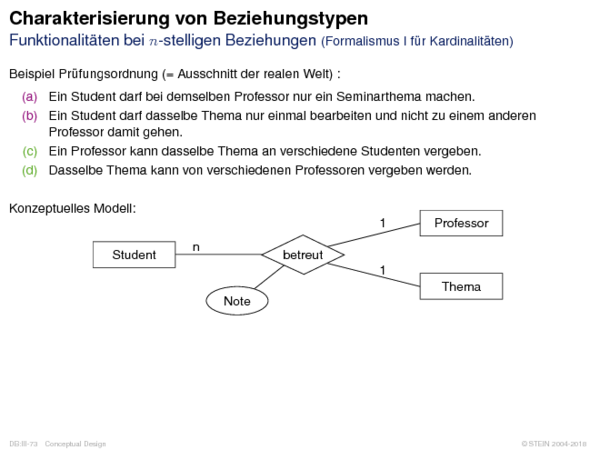 Charakterisierung von Beziehungstypen
Funktionalitäten bei n-stelligen Beziehungen (Formalismus I für Kardinalitäten)
Beispiel Prüfungsordnung (= Ausschnitt der realen Welt) :
(a) Ein Student darf bei demselben Professor nur ein Seminarthema machen.
(b) Ein Student darf dasselbe Thema nur einmal bearbeiten und nicht zu einem anderen
Professor damit gehen.
(c) Ein Professor kann dasselbe Thema an verschiedene Studenten vergeben.
(d) Dasselbe Thema kann von verschiedenen Professoren vergeben werden.
Konzeptuelles Modell:
1 Professor
Student n betreut
1 Thema
Note
DB:III-73 Conceptual Design © STEIN 2004-2018